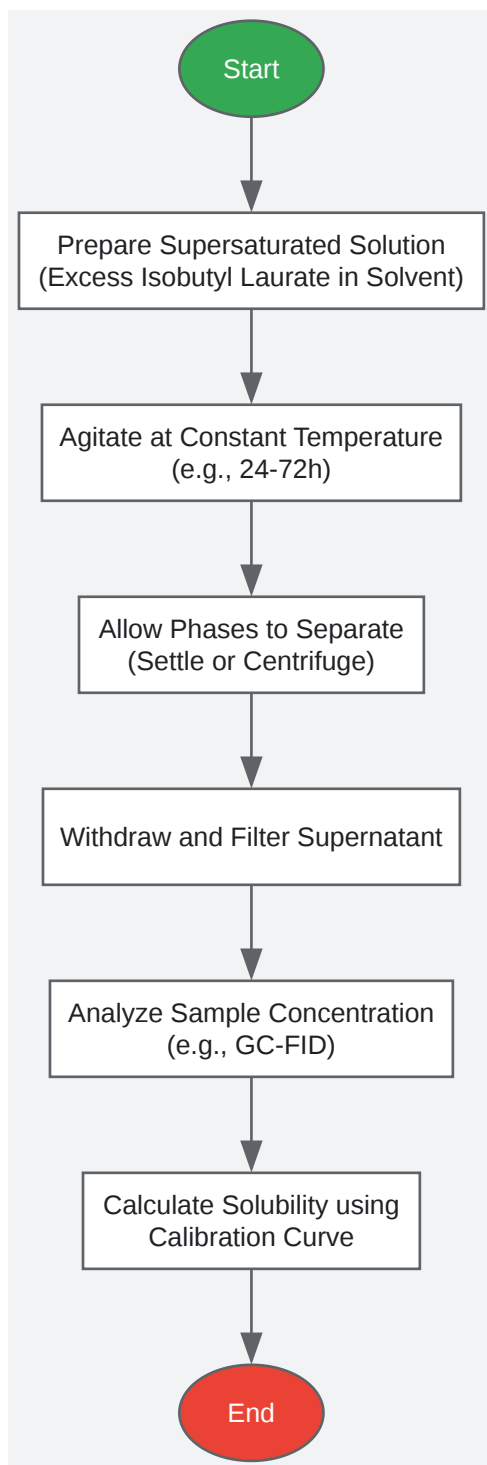 Start
Prepare Supersaturated Solution
(Excess Isobutyl Laurate in Solvent)
Agitate at Constant Temperature
(e.g., 24-72h)
Allow Phases to Separate
(Settle or Centrifuge)
Withdraw and Filter Supernatant
Analyze Sample Concentration
(e.g., GC-FID)
Calculate Solubility using
Calibration Curve
End